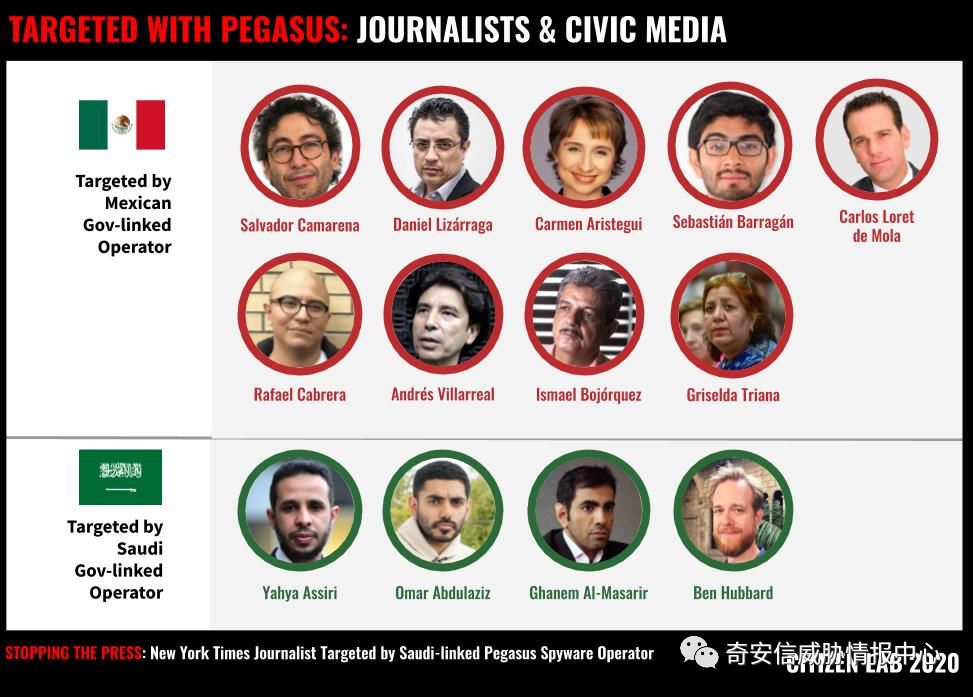 TARGETED WITH PEGASUS: JOURNALISTS & CIVIC MEDIA
Targeted by
Mexican
Gov-linked
Operator
Salvador Camarena
Daniel Lizárraga
Carmen Aristegui
Sebastián Barragán
Carlos Loret
de Mola
Rafael Cabrera
Andrés Villarreal
Ismael Bojórquez
Griselda Triana
Targeted by
Saudi
Gov-linked
Operator
Yahya Assiri
Omar Abdulaziz
Ghanem Al-Masarir
Ben Hubbard
STOPPING THE PRESS: New York Times Journalist Targeted by Saudi-linked Pegasus Spyware Operator
奇安信威胁情报中心
CITIZEN LAB 2020